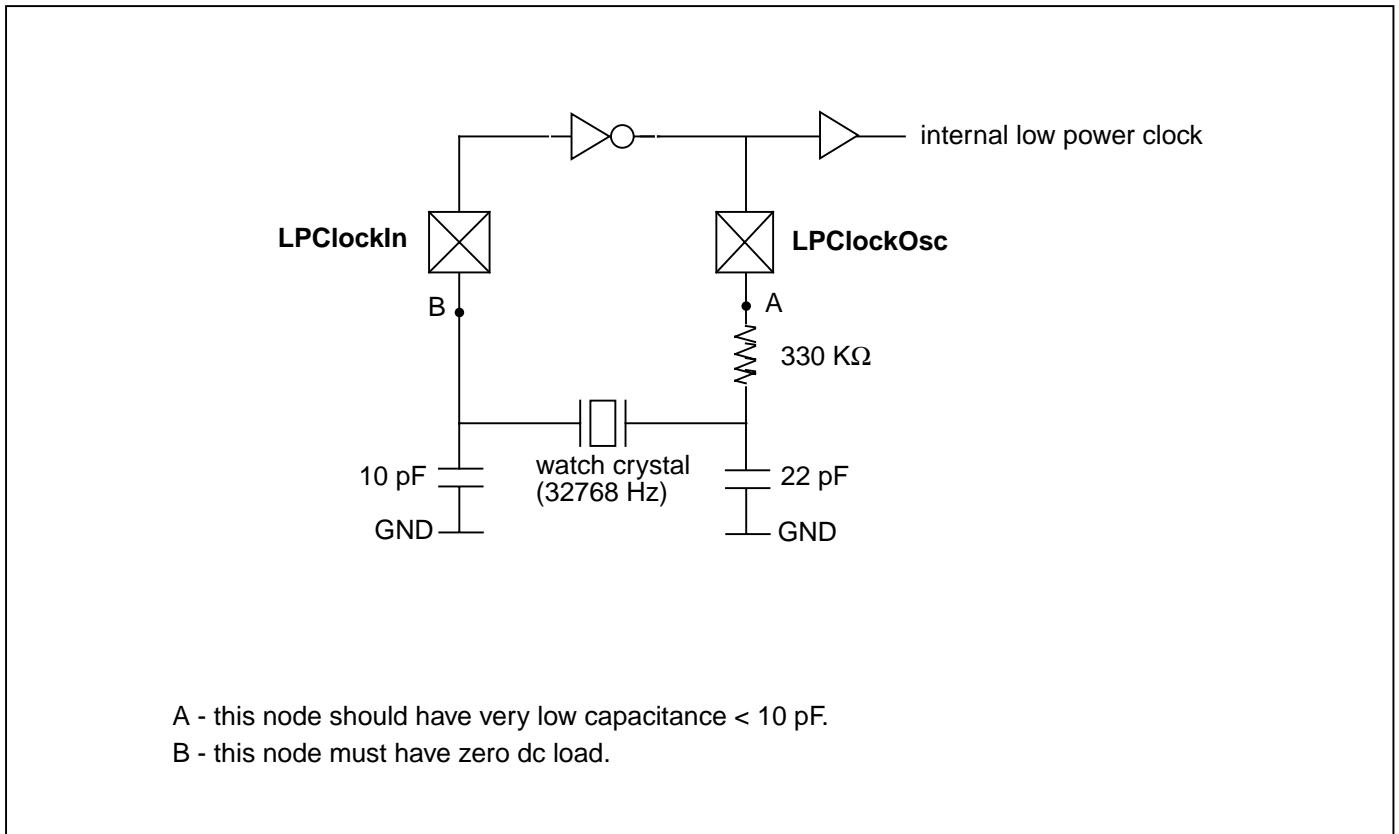 internal low power clock
LPClockIn
LPClockOsc
B
A
330 KΩ
10 pF
watch crystal
(32768 Hz)
22 pF
GND
GND
A - this node should have very low capacitance < 10 pF.
B - this node must have zero dc load.